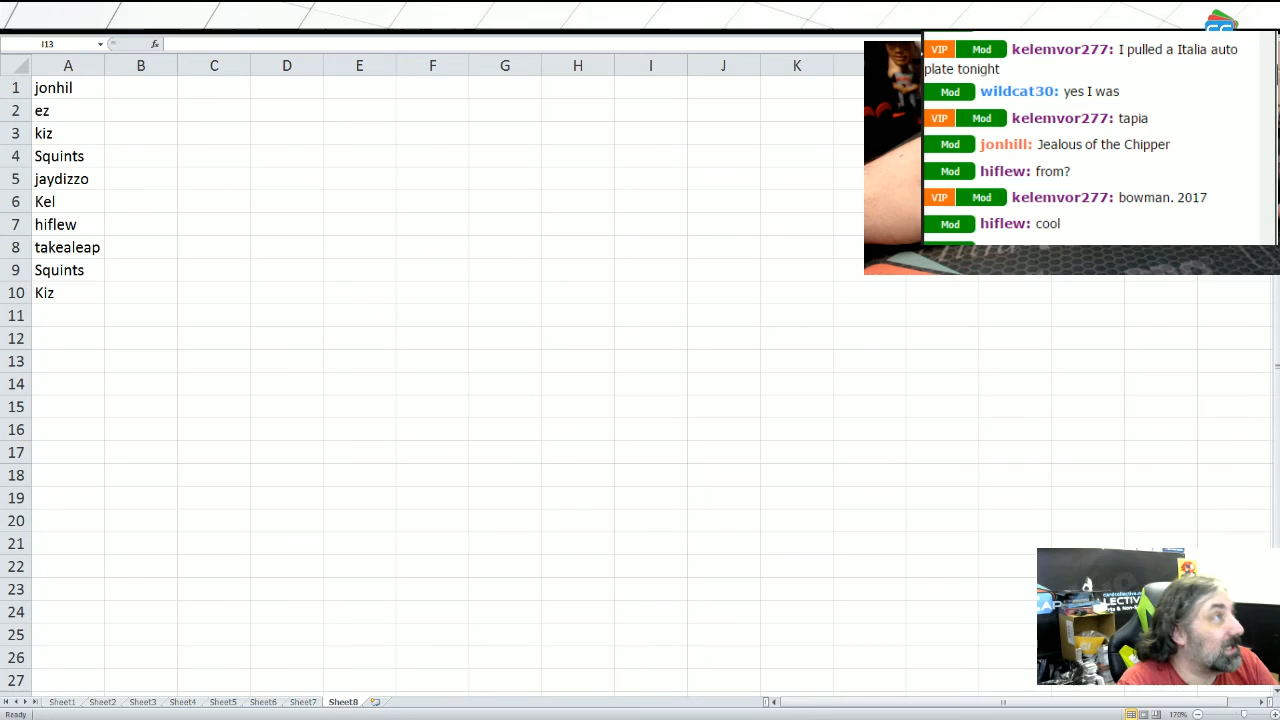 I13
fx
A B C D E F G H I J K
1 jonhil
2 ez
3 kiz
4 Squints
5 jaydizzo
6 Kel
7 hiflew
8 takealeap
9 Squints
10 Kiz
11
12
13
14
15
16
17
18
19
20
21
22
23
24
25
26
27
VIP Mod kelemvor277: I pulled a Italia auto
plate tonight
Mod wildcat30: yes I was
VIP Mod kelemvor277: tapia
Mod jonhill: Jealous of the Chipper
Mod hiflew: from?
VIP Mod kelemvor277: bowman. 2017
Mod hiflew: cool
Sheet1 Sheet2 Sheet3 Sheet4 Sheet5 Sheet6 Sheet7 Sheet8
Ready
170%